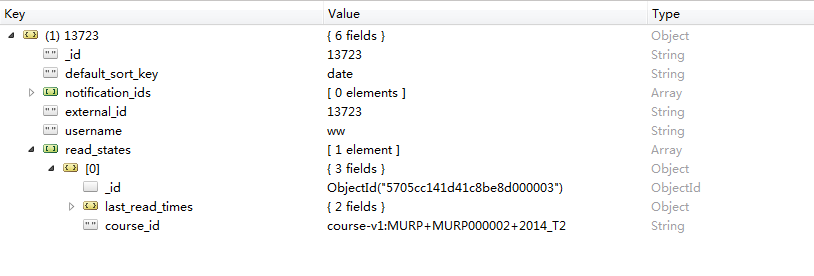 Key Value Type
(1) 13723 { 6 fields } Object
"" _id 13723 String
"" default_sort_key date String
notification_ids [ 0 elements ] Array
"" external_id 13723 String
"" username ww String
read_states [ 1 element ] Array
[0] { 3 fields } Object
_id ObjectId("5705cc141d41c8be8d000003") ObjectId
last_read_times { 2 fields } Object
"" course_id course-v1:MURP+MURP000002+2014_T2 String